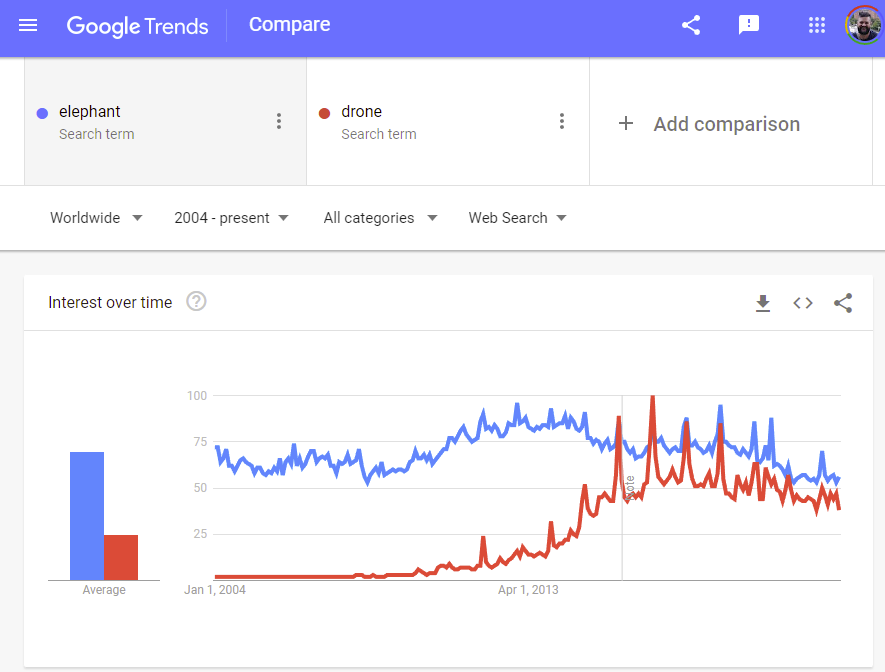 Google Trends Compare
elephant
Search term
drone
Search term
+ Add comparison
Worldwide 2004 - present All categories Web Search
Interest over time
100
75
50
25
Note
Average
Jan 1, 2004 Apr 1, 2013